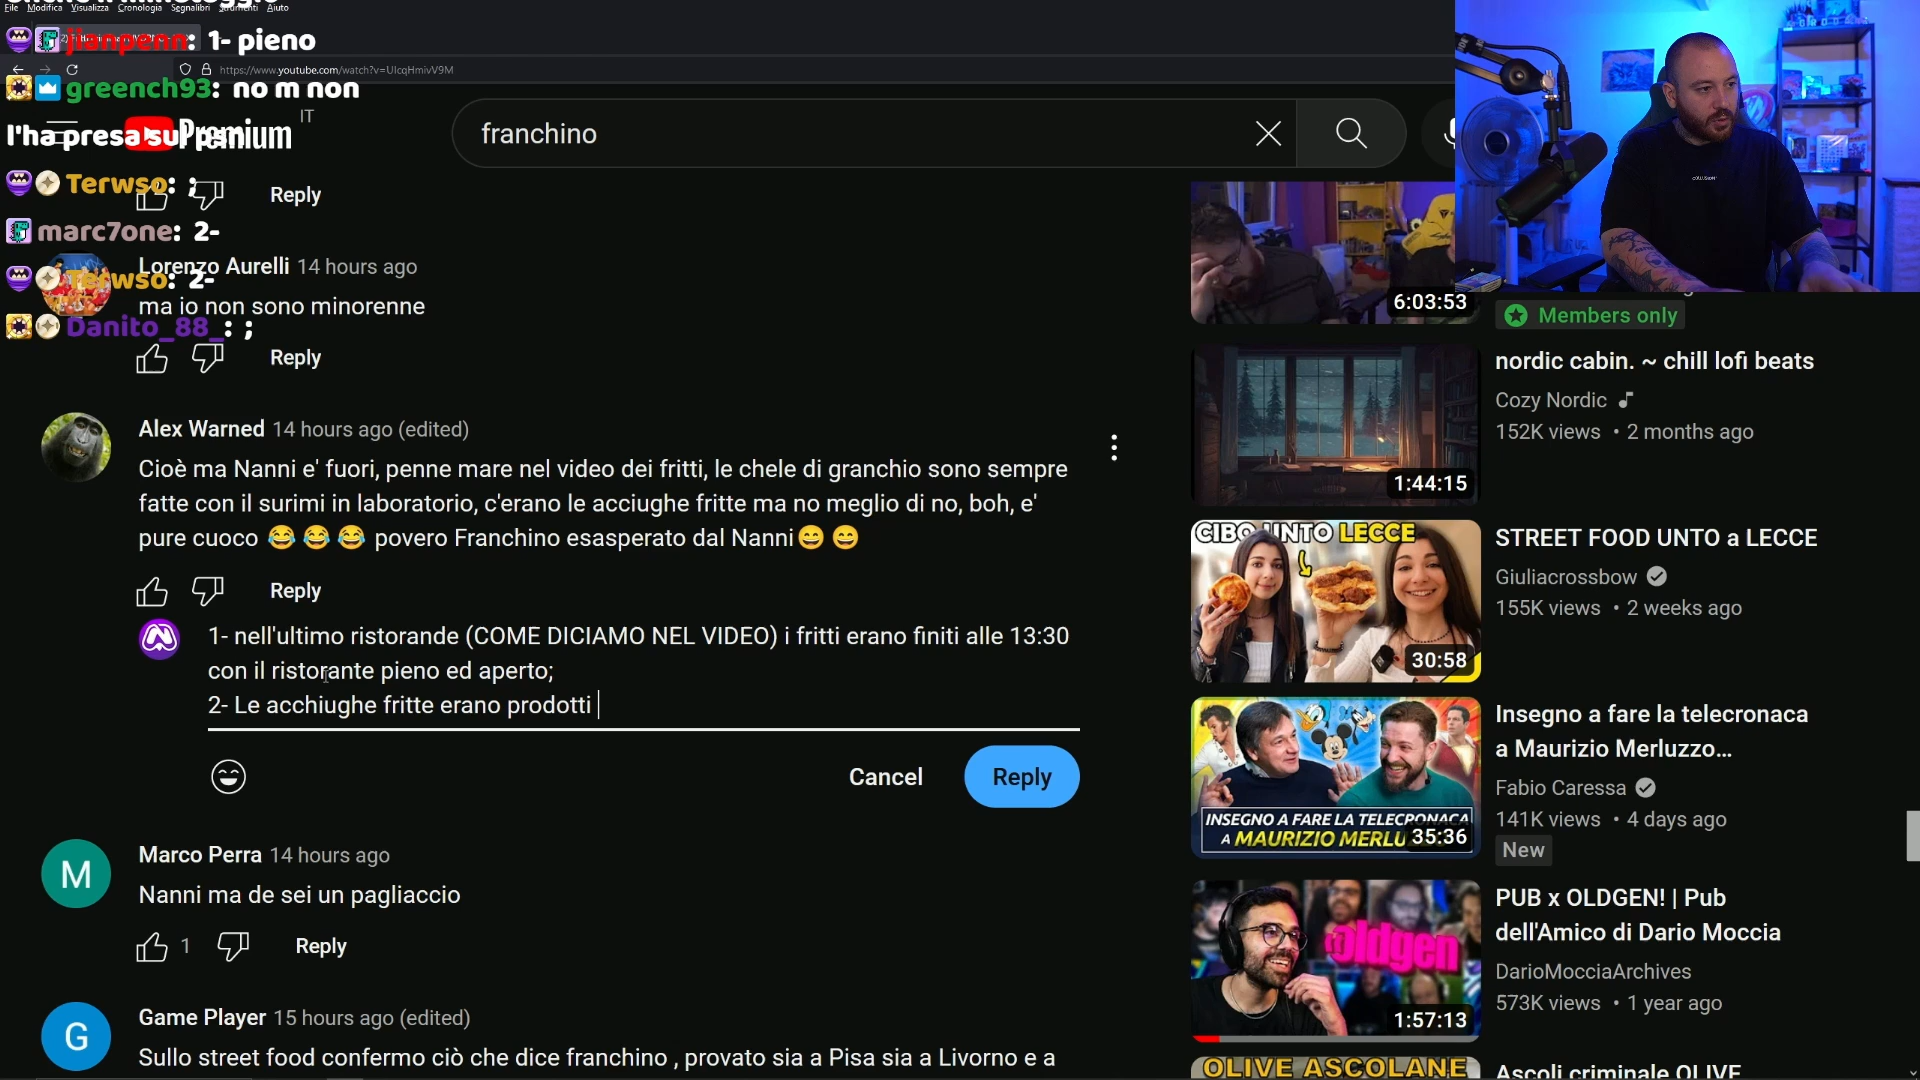 File Modifica Visualizza Cronologia Segnalibri Strumenti Aiuto
jianpenn: 1- pieno
https://www.youtube.com/watch?v=UlcqHmivV9M
greench93: no m non
l'ha presa sul
Premium
IT
franchino
Terwso: ;
Reply
marc7one: 2-
Lorenzo Aurelli 14 hours ago
Terwso: 2-
ma io non sono minorenne
Danito_88_: ;
Reply
Alex Warned 14 hours ago (edited)
Cioè ma Nanni e' fuori, penne mare nel video dei fritti, le chele di granchio sono sempre
fatte con il surimi in laboratorio, c'erano le acciughe fritte ma no meglio di no, boh, e'
pure cuoco 😂 😂 😂 povero Franchino esasperato dal Nanni😄 😄
Reply
1- nell'ultimo ristorande (COME DICIAMO NEL VIDEO) i fritti erano finiti alle 13:30
con il ristorante pieno ed aperto;
2- Le acchiughe fritte erano prodotti
Cancel
Reply
Marco Perra 14 hours ago
Nanni ma de sei un pagliaccio
1
Reply
Game Player 15 hours ago (edited)
Sullo street food confermo ciò che dice franchino , provato sia a Pisa sia a Livorno e a
6:03:53
Members only
1:44:15
nordic cabin. ~ chill lofi beats
Cozy Nordic
152K views • 2 months ago
CIBO UNTO LECCE
30:58
STREET FOOD UNTO a LECCE
Giuliacrossbow
155K views • 2 weeks ago
INSEGNO A FARE LA TELECRONACA
A MAURIZIO MERLU
35:36
Insegno a fare la telecronaca
a Maurizio Merluzzo...
Fabio Caressa
141K views • 4 days ago
New
oldgen
1:57:13
PUB x OLDGEN! | Pub
dell'Amico di Dario Moccia
DarioMocciaArchives
573K views • 1 year ago
OLIVE ASCOLANE
Ascoli criminale OLIVE